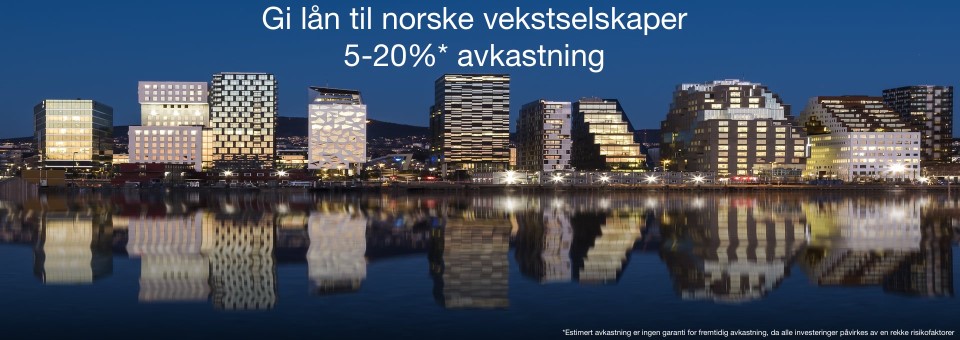 Gi lån til norske vekstselskaper
5-20%* avkastning
*Estimert avkastning er ingen garanti for fremtidig avkastning, da alle investeringer påvirkes av en rekke risikofaktorer